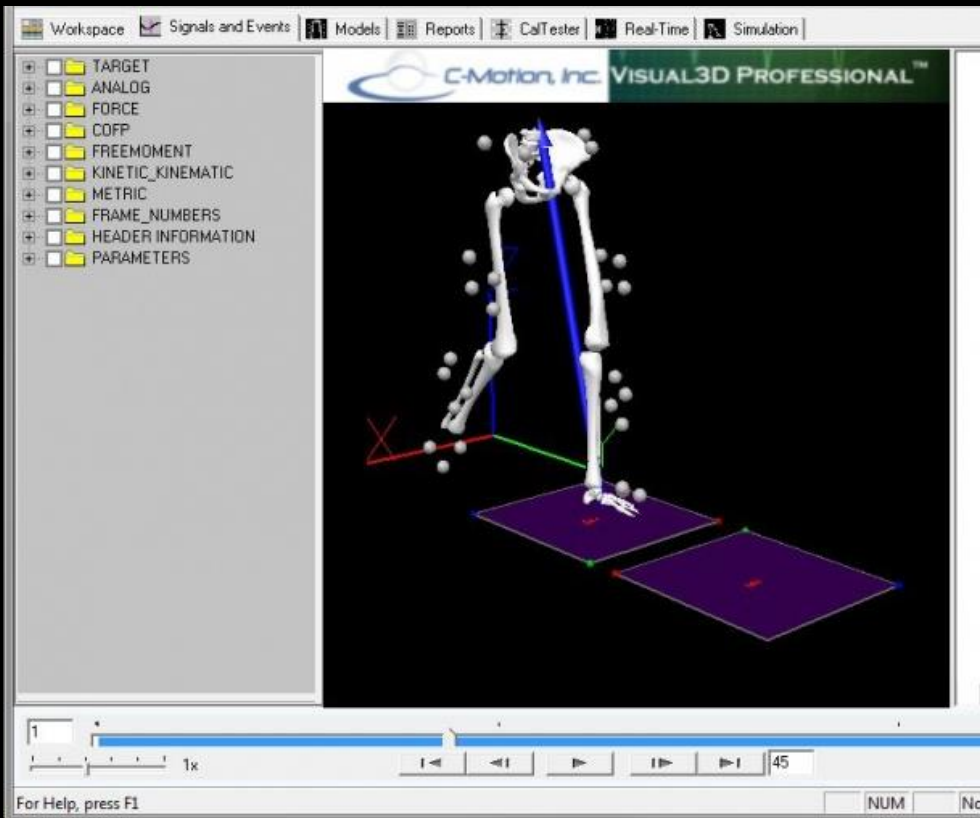 Workspace Signals and Events Models Reports CalTester Real-Time Simulation
C-Motion, Inc. VISUAL3D PROFESSIONAL™
TARGET
ANALOG
FORCE
COFP
FREEMOMENT
KINETIC_KINEMATIC
METRIC
FRAME_NUMBERS
HEADER INFORMATION
PARAMETERS
X
1
1x
45
For Help, press F1
NUM